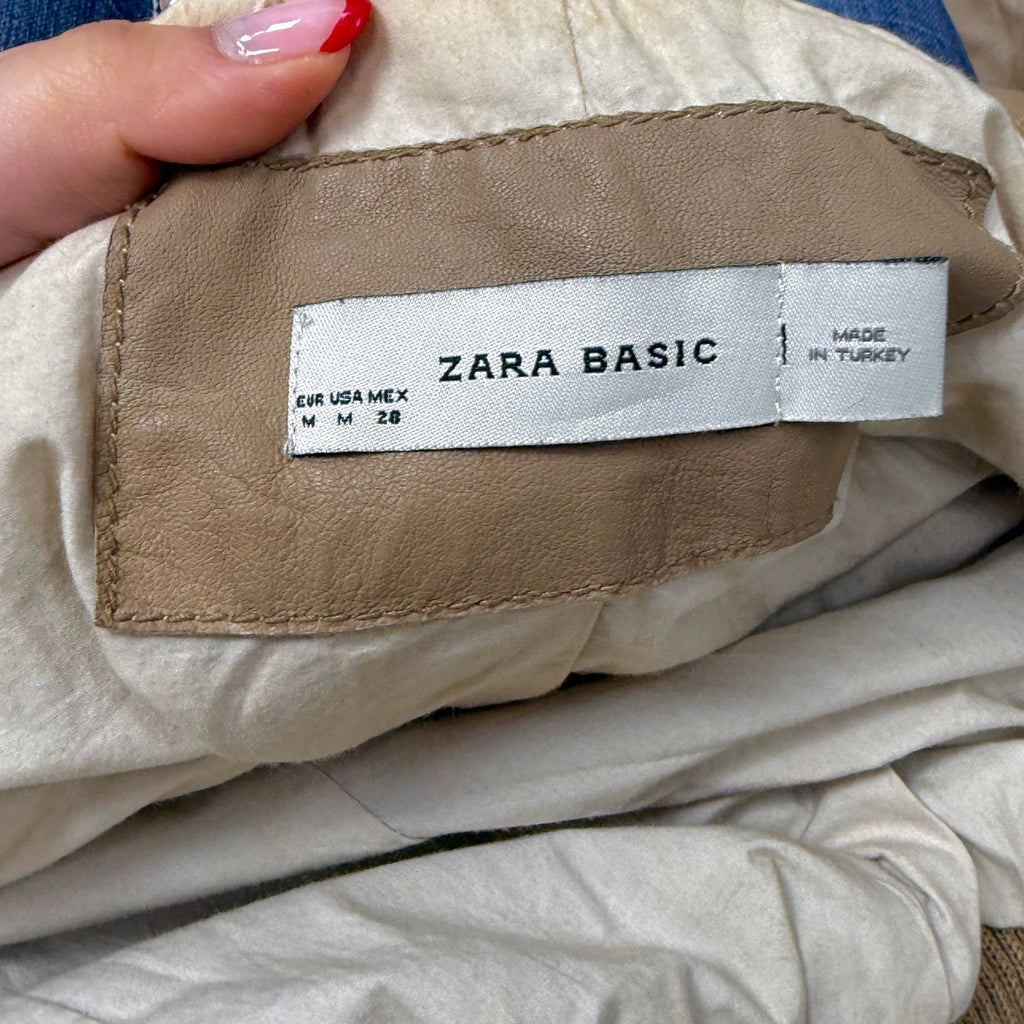 ZARA BASIC
EUR USA MEX
M M 28
MADE
IN TURKEY